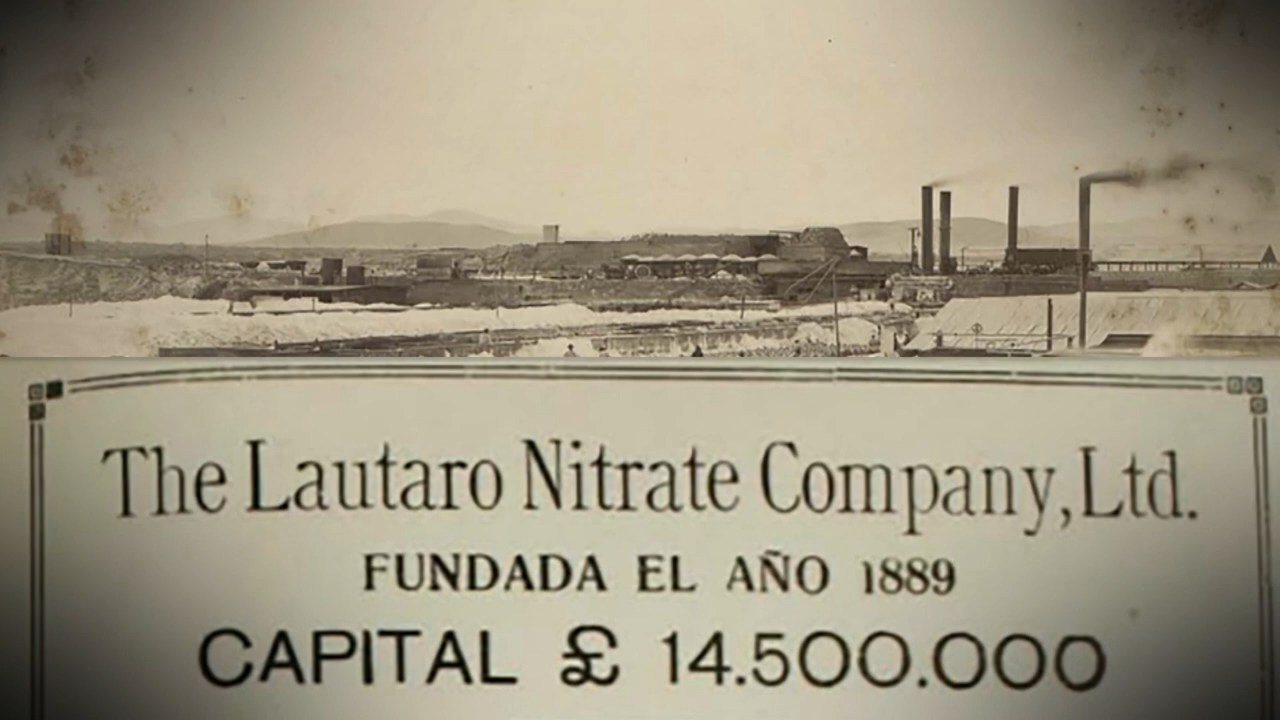 The Lautaro Nitrate Company, Ltd.
FUNDADA EL AÑO 1889
CAPITAL £ 14.500.000